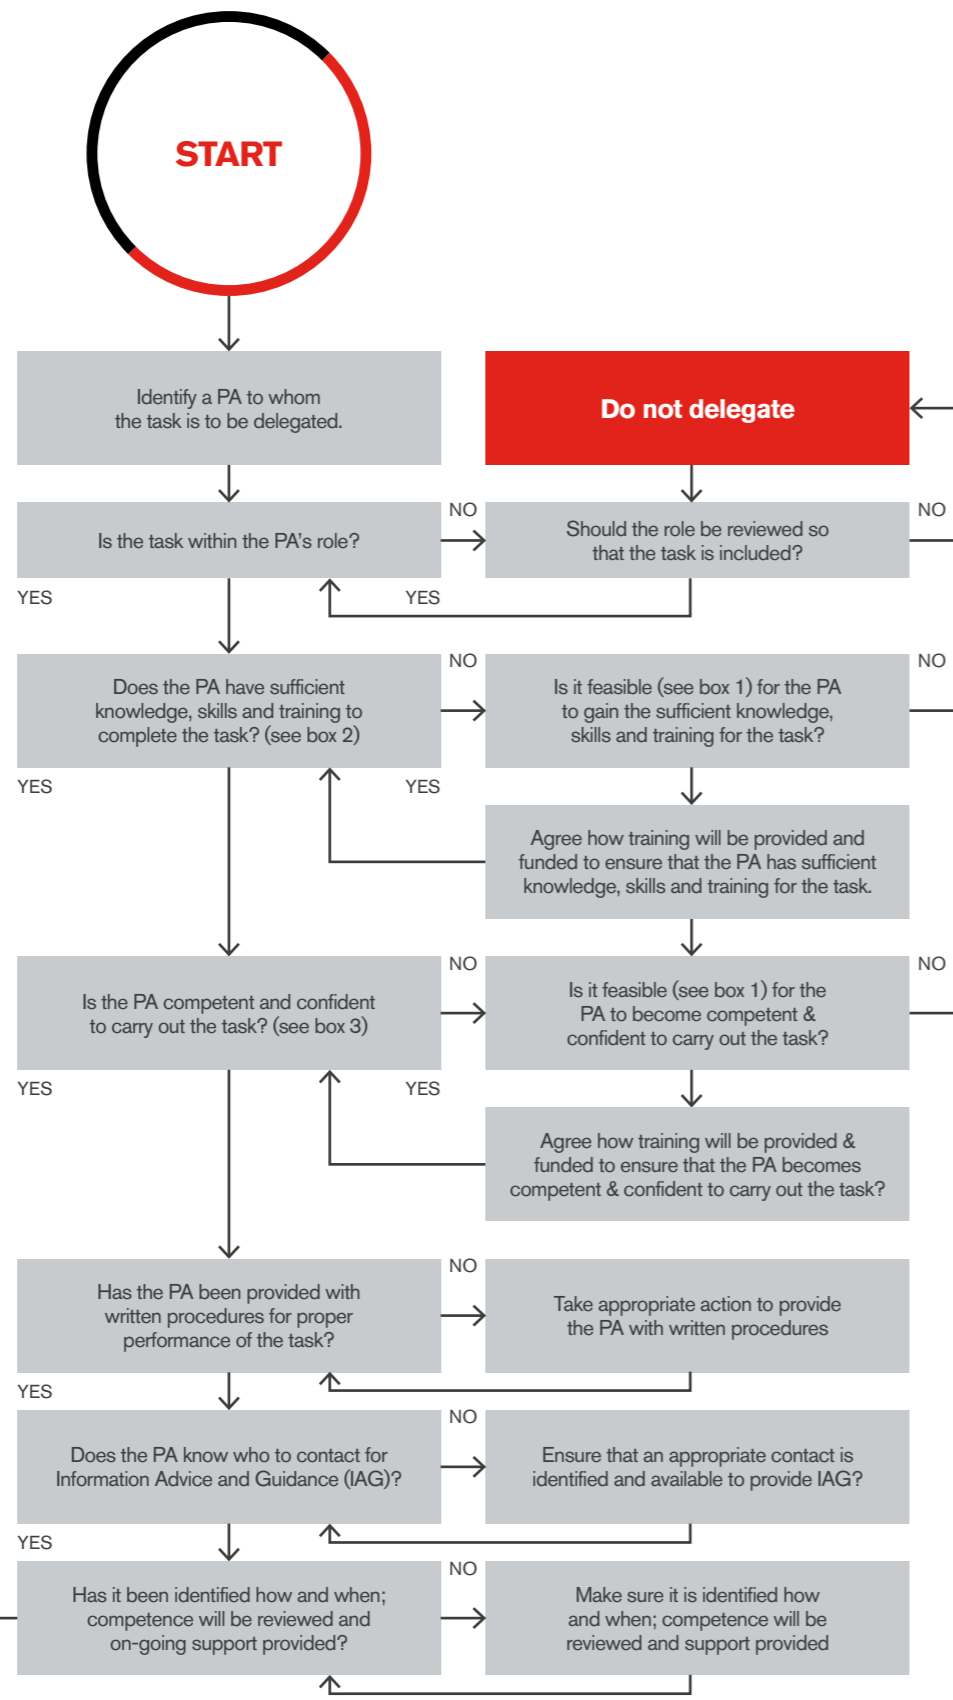 START
Identify a PA to whom
the task is to be delegated.
Do not delegate
Is the task within the PA's role?
NO
Should the role be reviewed so
that the task is included?
NO
YES
YES
Does the PA have sufficient
knowledge, skills and training to
complete the task? (see box 2)
NO
Is it feasible (see box 1) for the PA
to gain the sufficient knowledge,
skills and training for the task?
NO
YES
YES
Agree how training will be provided and
funded to ensure that the PA has sufficient
knowledge, skills and training for the task.
Is the PA competent and confident
to carry out the task? (see box 3)
NO
Is it feasible (see box 1) for the
PA to become competent &
confident to carry out the task?
NO
YES
YES
Agree how training will be provided &
funded to ensure that the PA becomes
competent & confident to carry out the task?
Has the PA been provided with
written procedures for proper
performance of the task?
NO
Take appropriate action to provide
the PA with written procedures
YES
Does the PA know who to contact for
Information Advice and Guidance (IAG)?
NO
Ensure that an appropriate contact is
identified and available to provide IAG?
YES
Has it been identified how and when;
competence will be reviewed and
on-going support provided?
NO
Make sure it is identified how
and when; competence will be
reviewed and support provided